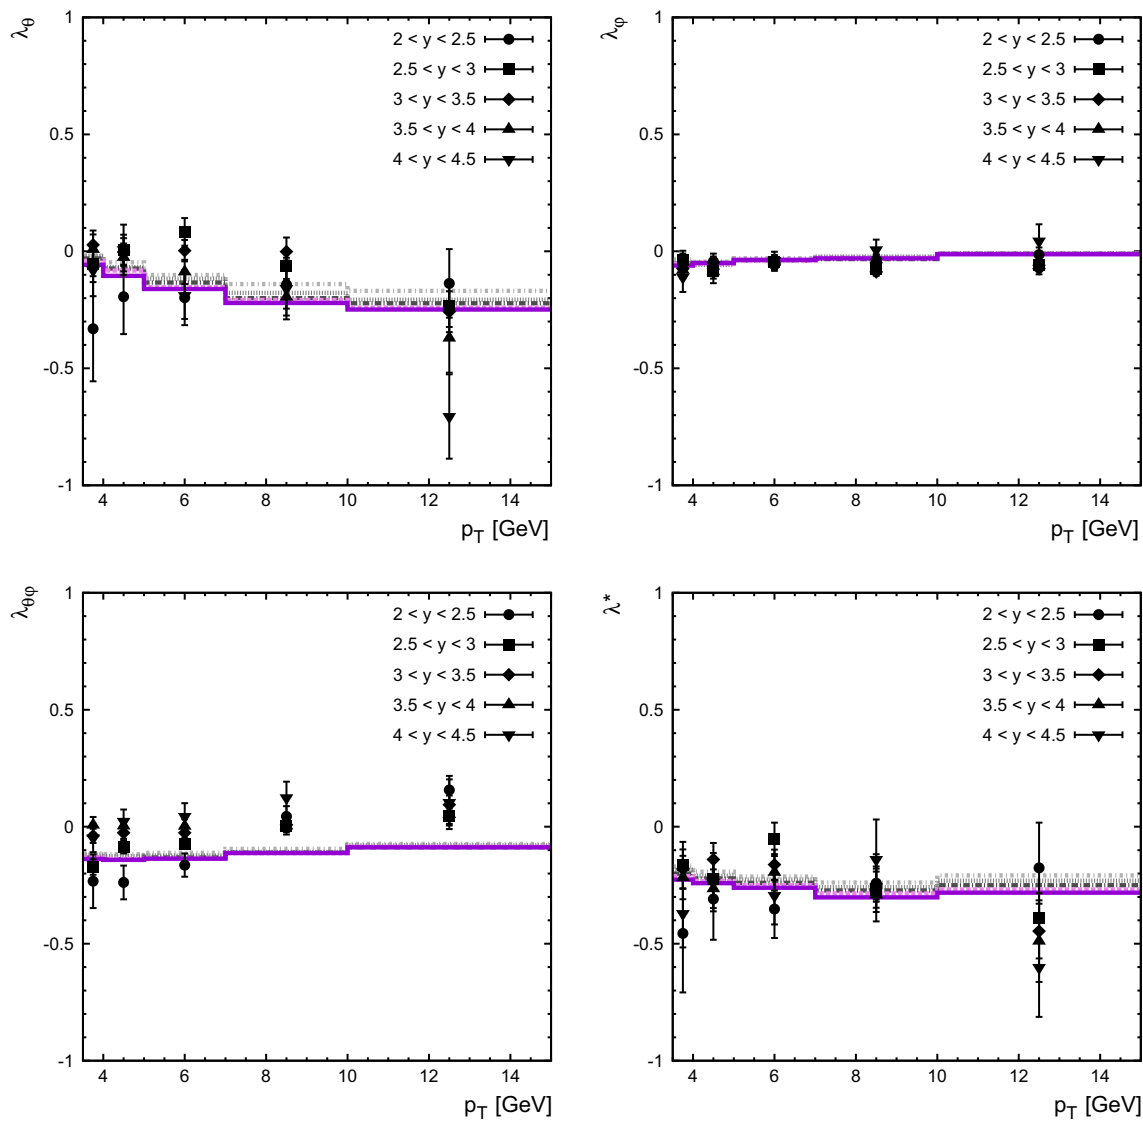 λθ
1
0.5
0
-0.5
-1
2 < y < 2.5
2.5 < y < 3
3 < y < 3.5
3.5 < y < 4
4 < y < 4.5
4 6 8 10 12 14
pT [GeV]
λφ
1
0.5
0
-0.5
-1
2 < y < 2.5
2.5 < y < 3
3 < y < 3.5
3.5 < y < 4
4 < y < 4.5
4 6 8 10 12 14
pT [GeV]
λθφ
1
0.5
0
-0.5
-1
2 < y < 2.5
2.5 < y < 3
3 < y < 3.5
3.5 < y < 4
4 < y < 4.5
4 6 8 10 12 14
pT [GeV]
λ*
1
0.5
0
-0.5
-1
2 < y < 2.5
2.5 < y < 3
3 < y < 3.5
3.5 < y < 4
4 < y < 4.5
4 6 8 10 12 14
pT [GeV]